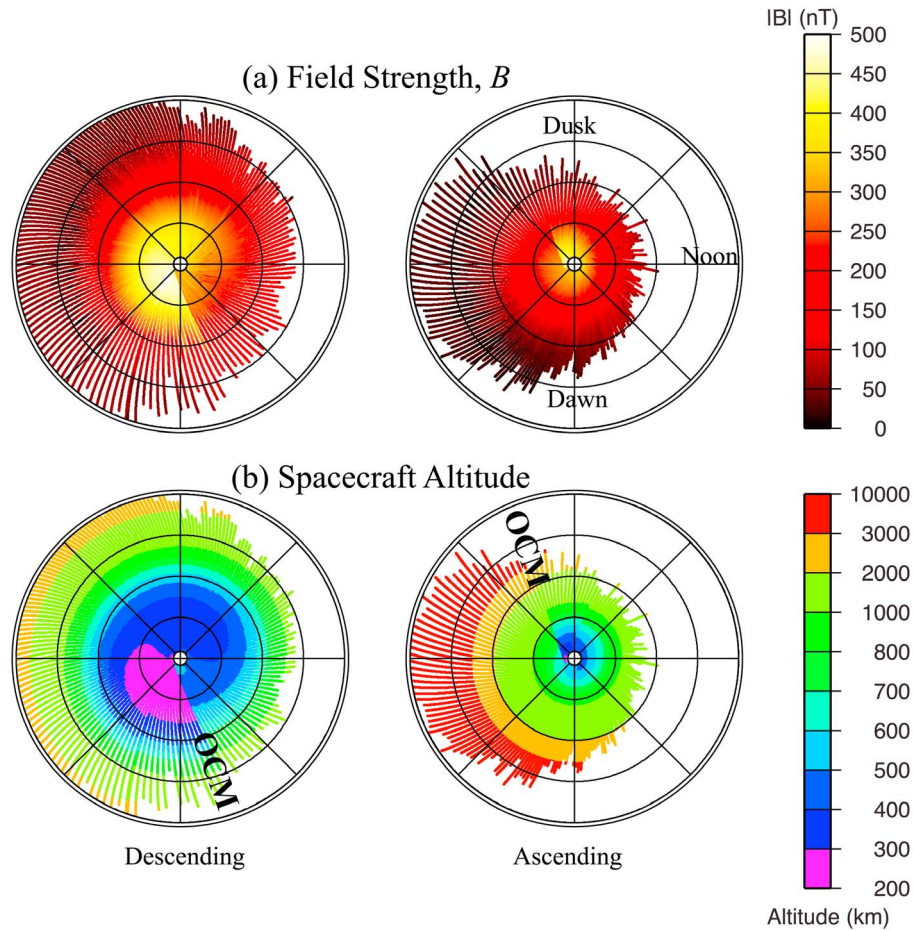 |B| (nT)
(a) Field Strength, B
500
450
400
350
300
250
200
150
100
50
0
Dusk
Noon
Dawn
(b) Spacecraft Altitude
OCM
OCM
10000
3000
2000
1000
800
700
600
500
400
300
200
Descending
Ascending
Altitude (km)